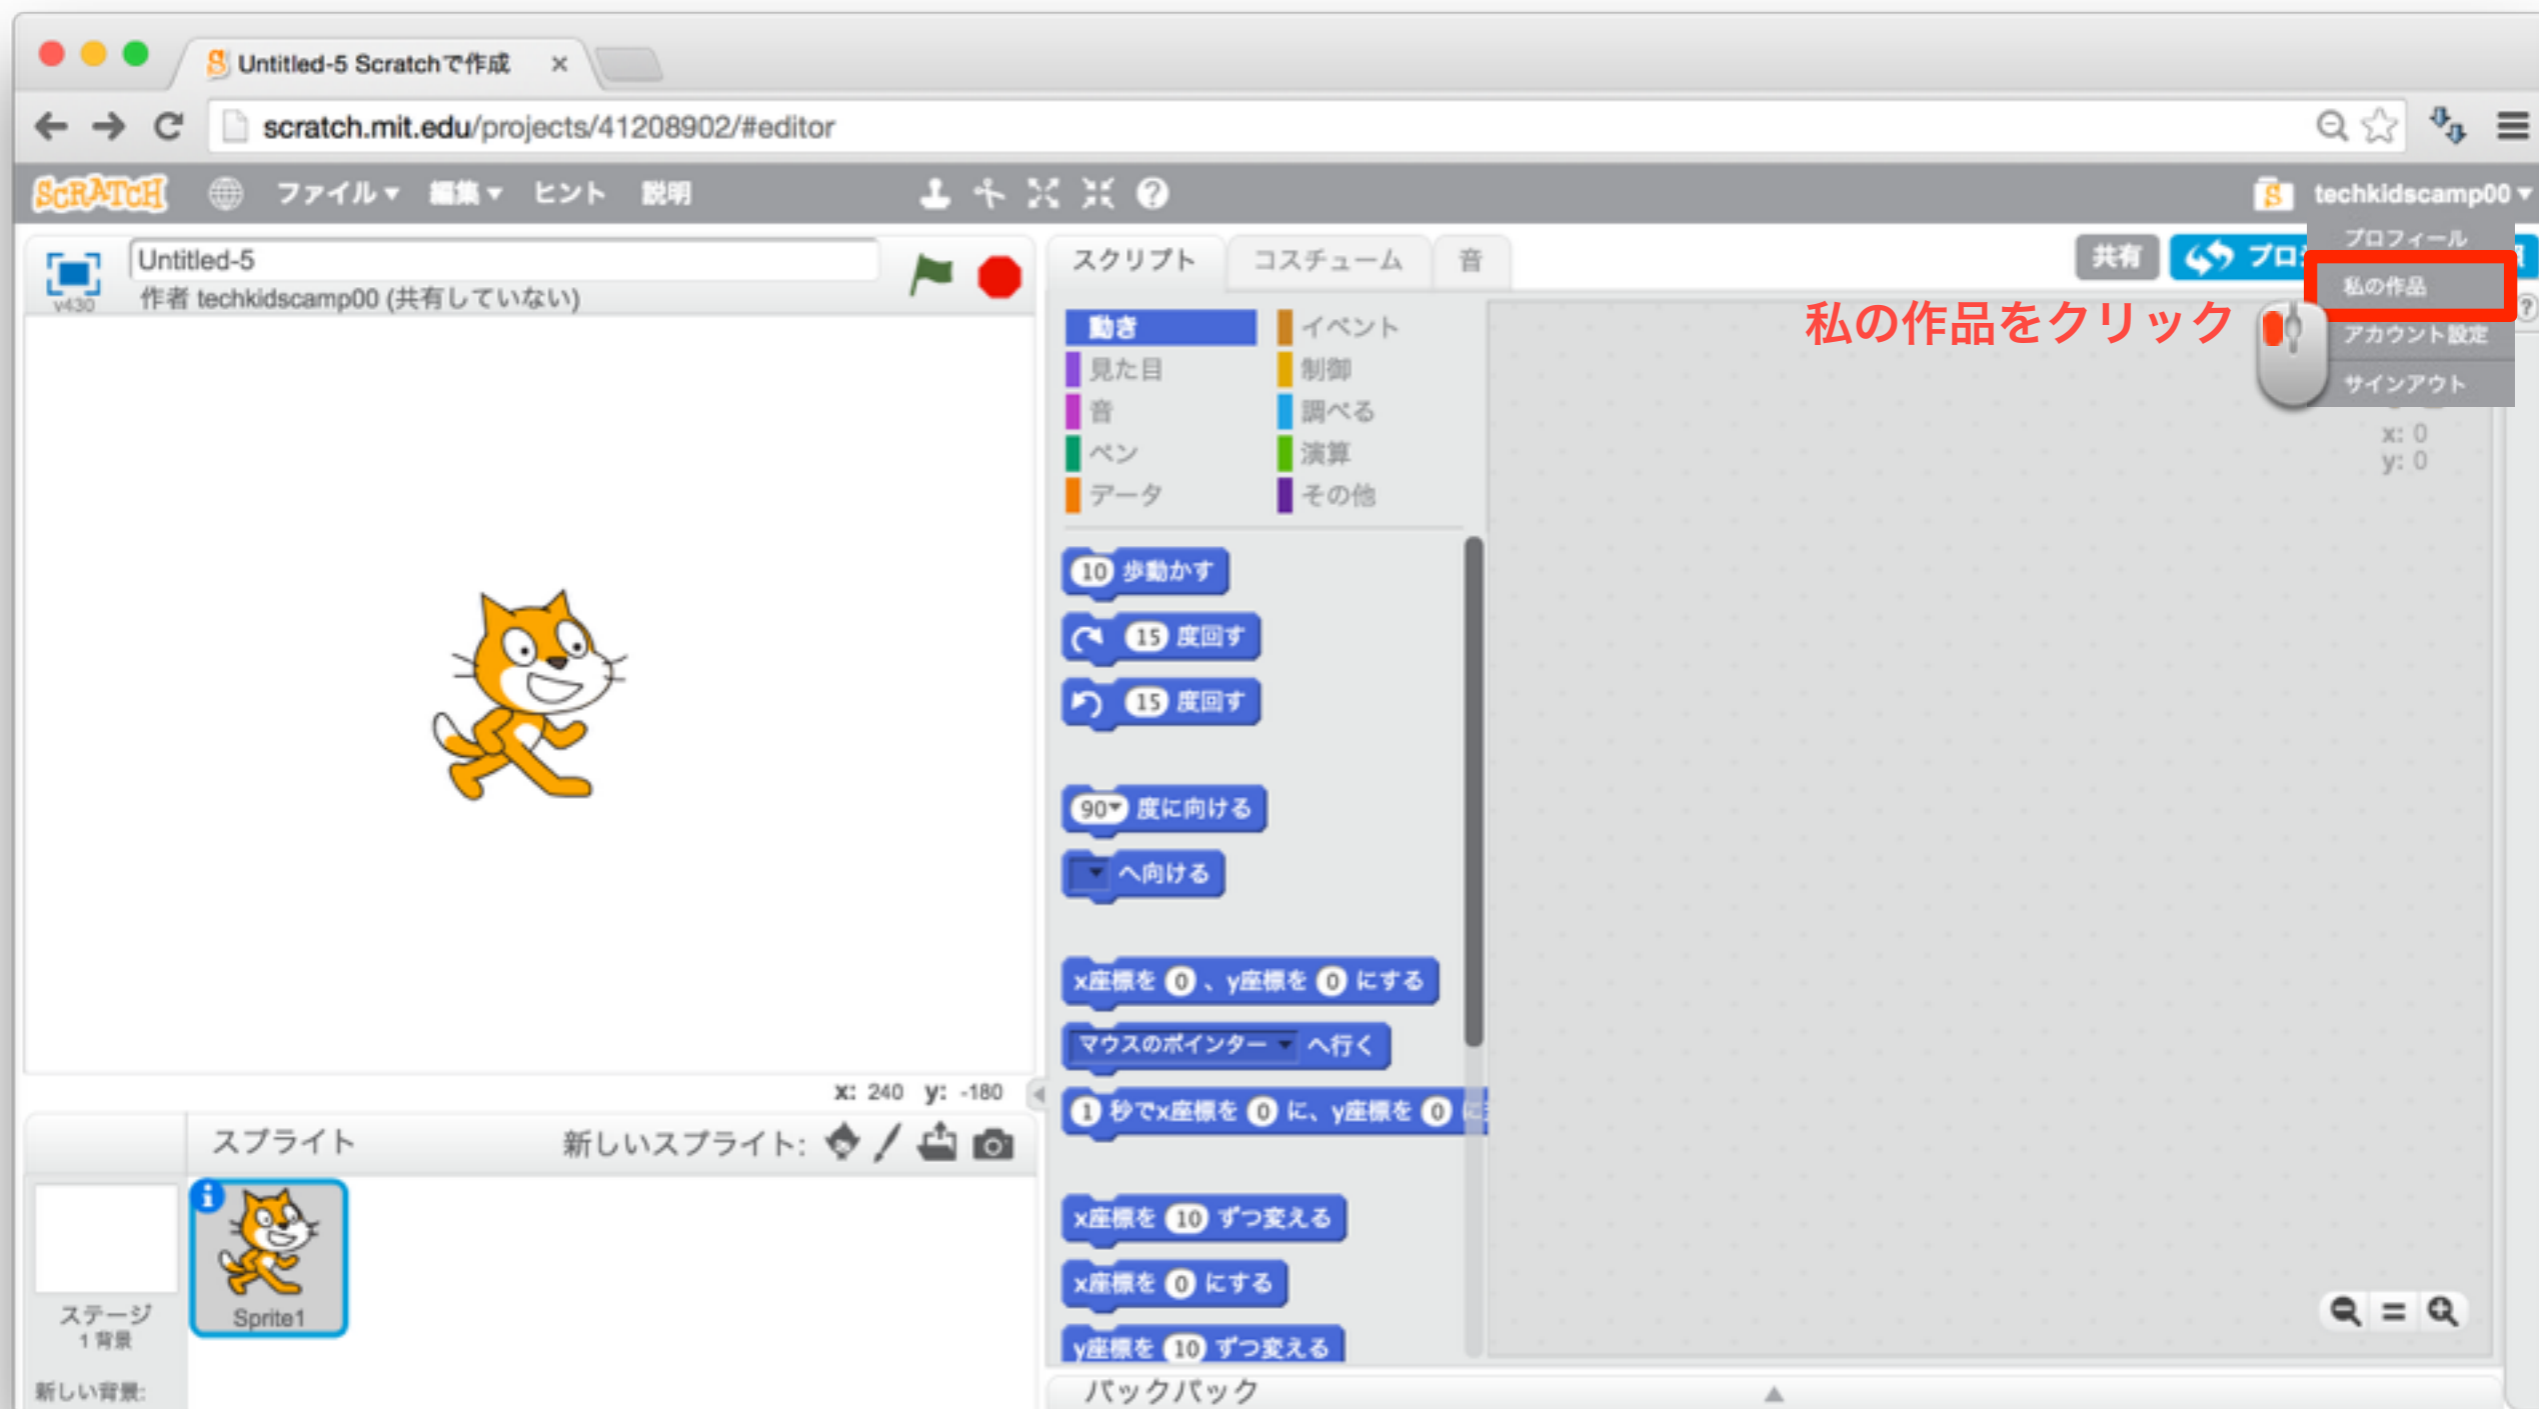 Untitled-5 Scratchで作成
scratch.mit.edu/projects/41208902/#editor
SCRATCH ファイル 編集 ヒント 説明 techkidscamp00
Untitled-5
作者 techkidscamp00 (共有していない)
v430
スクリプト コスチューム 音
共有
プロ
プロフィール
私の作品
アカウント設定
サインアウト
私の作品をクリック
動き イベント
見た目 制御
音 調べる
ペン 演算
データ その他
x: 0
y: 0
10 歩動かす
15 度回す
15 度回す
90 度に向ける
へ向ける
x座標を 0 、y座標を 0 にする
マウスのポインター へ行く
1 秒でx座標を 0 に、y座標を 0 に
x座標を 10 ずつ変える
x座標を 0 にする
y座標を 10 ずつ変える
x: 240 y: -180
スプライト 新しいスプライト:
Sprite1
ステージ
1 背景
新しい背景:
バックパック